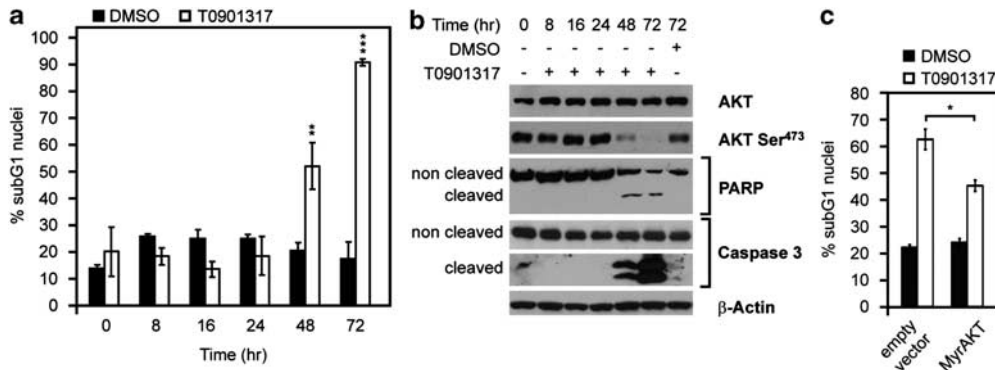 a
DMSO T0901317
100
90
80
70
60
50
40
30
20
10
0
% subG1 nuclei
** ***
0 8 16 24 48 72
Time (hr)
b
Time (hr) 0 8 16 24 48 72 72
DMSO +
T0901317 - + + + + + -
AKT
AKT Ser473
non cleaved
cleaved
PARP
non cleaved
cleaved
Caspase 3
β-Actin
c
DMSO
T0901317
80
70
60
50
40
30
20
10
0
% subG1 nuclei
*
empty vector
MyrAKT